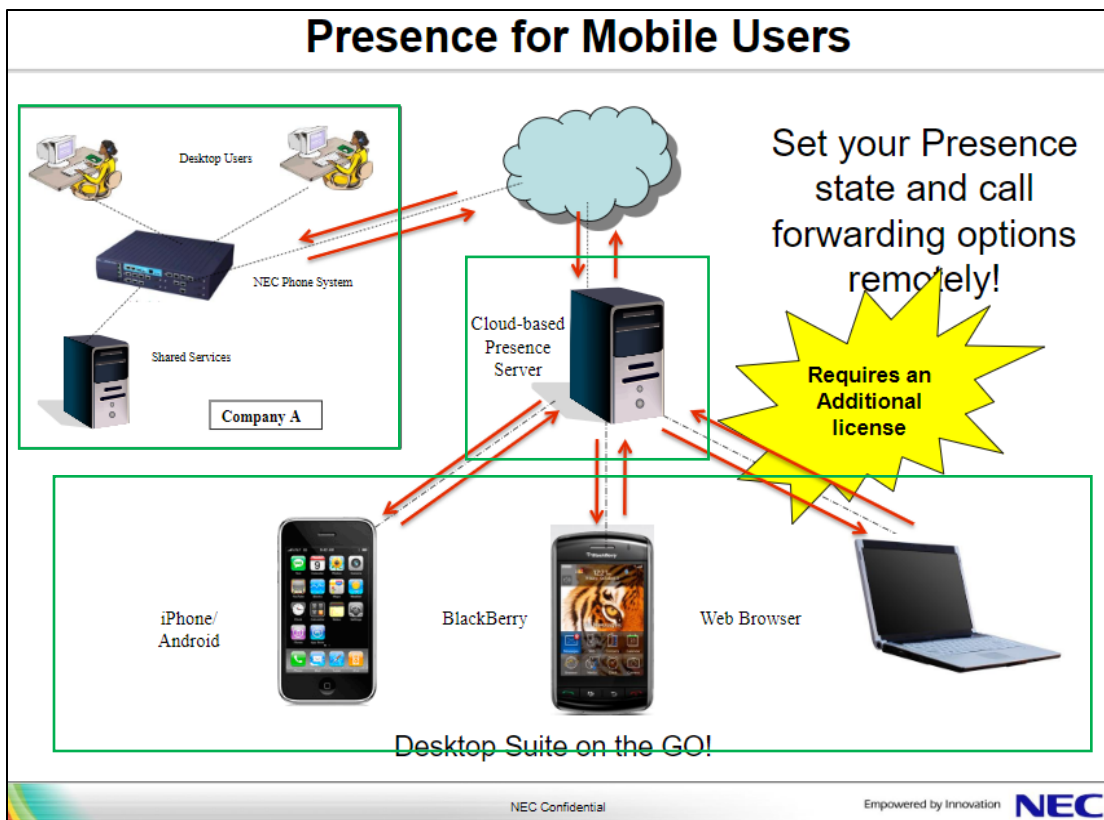 Presence for Mobile Users
Desktop Users
NEC Phone System
Shared Services
Company A
Cloud-based
Presence
Server
Set your Presence
state and call
forwarding options
remotely!
Requires an
Additional
license
iPhone/
Android
BlackBerry
Web Browser
Desktop Suite on the GO!
NEC Confidential
Empowered by Innovation
NEC